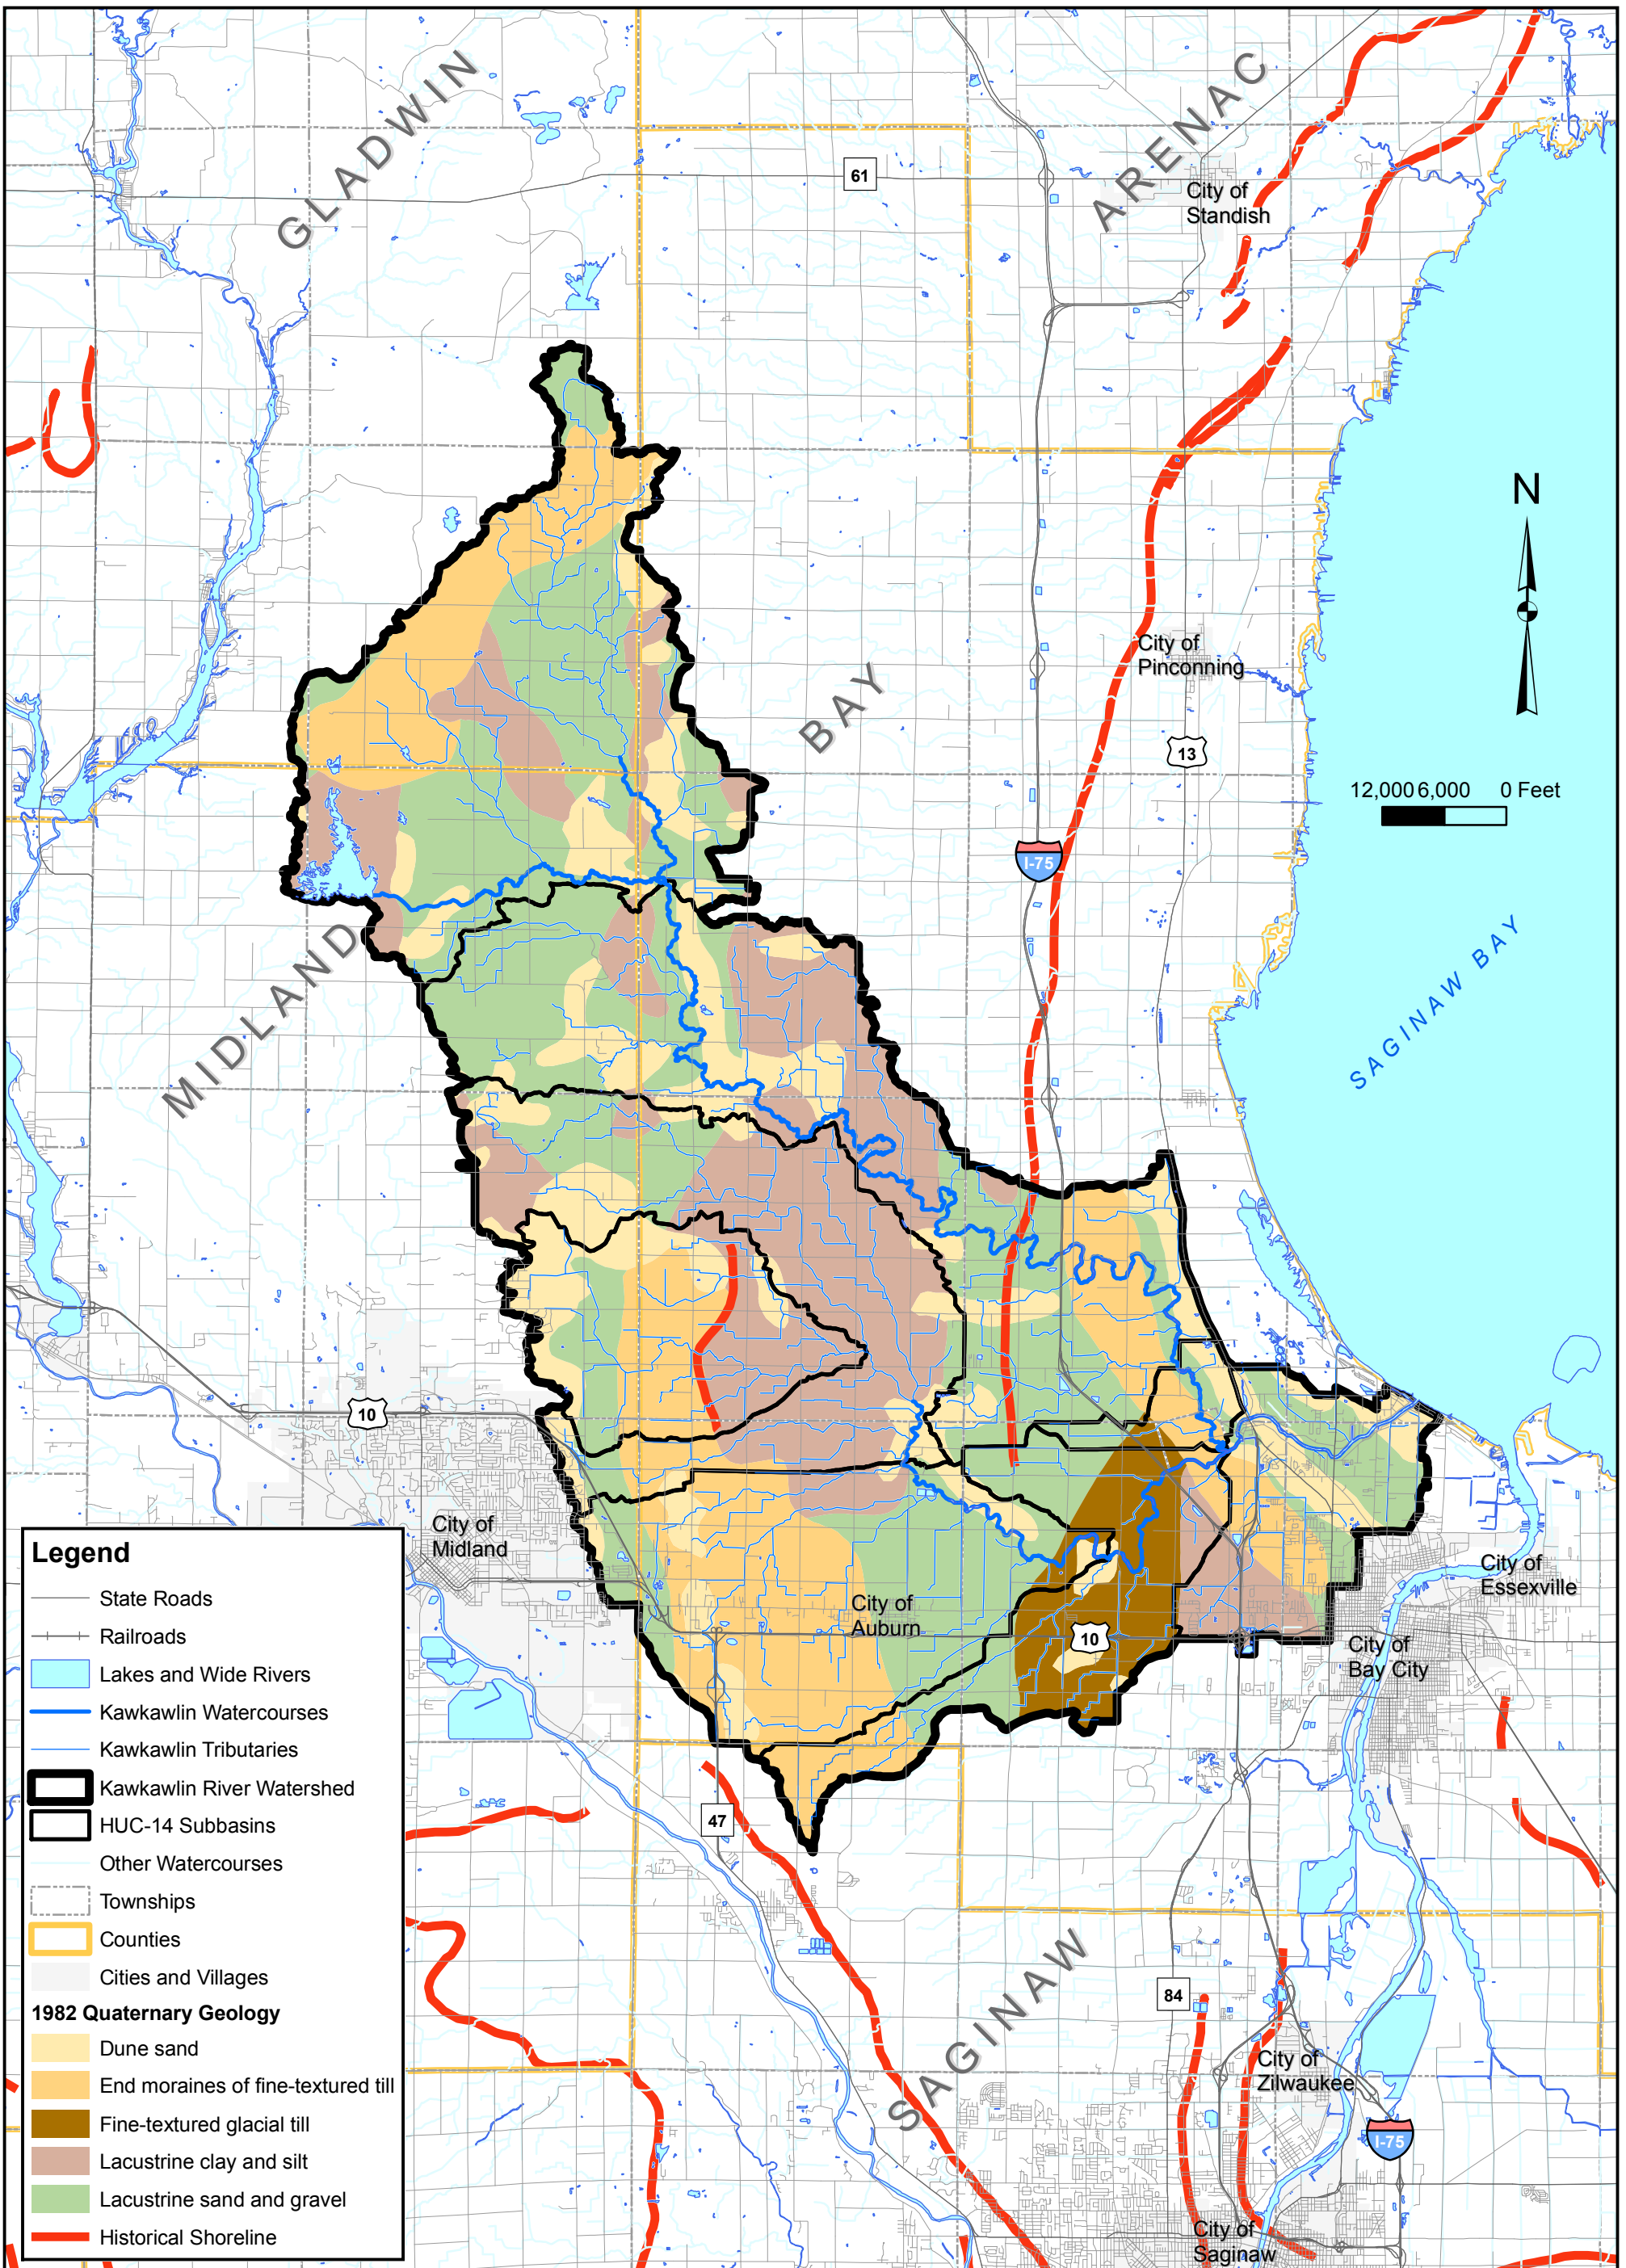 GLADWIN
ARENAC
61
City of
Standish
N
City of
Pinconning
BAY
13
12,000 6,000 0 Feet
I-75
SAGINAW BAY
MIDLAND
10
City of
Midland
City of
Auburn
10
City of
Essexville
City of
Bay City
47
SAGINAW
84
City of
Zilwaukee
I-75
City of
Saginaw
Legend
State Roads
Railroads
Lakes and Wide Rivers
Kawkawlin Watercourses
Kawkawlin Tributaries
Kawkawlin River Watershed
HUC-14 Subbasins
Other Watercourses
Townships
Counties
Cities and Villages
1982 Quaternary Geology
Dune sand
End moraines of fine-textured till
Fine-textured glacial till
Lacustrine clay and silt
Lacustrine sand and gravel
Historical Shoreline